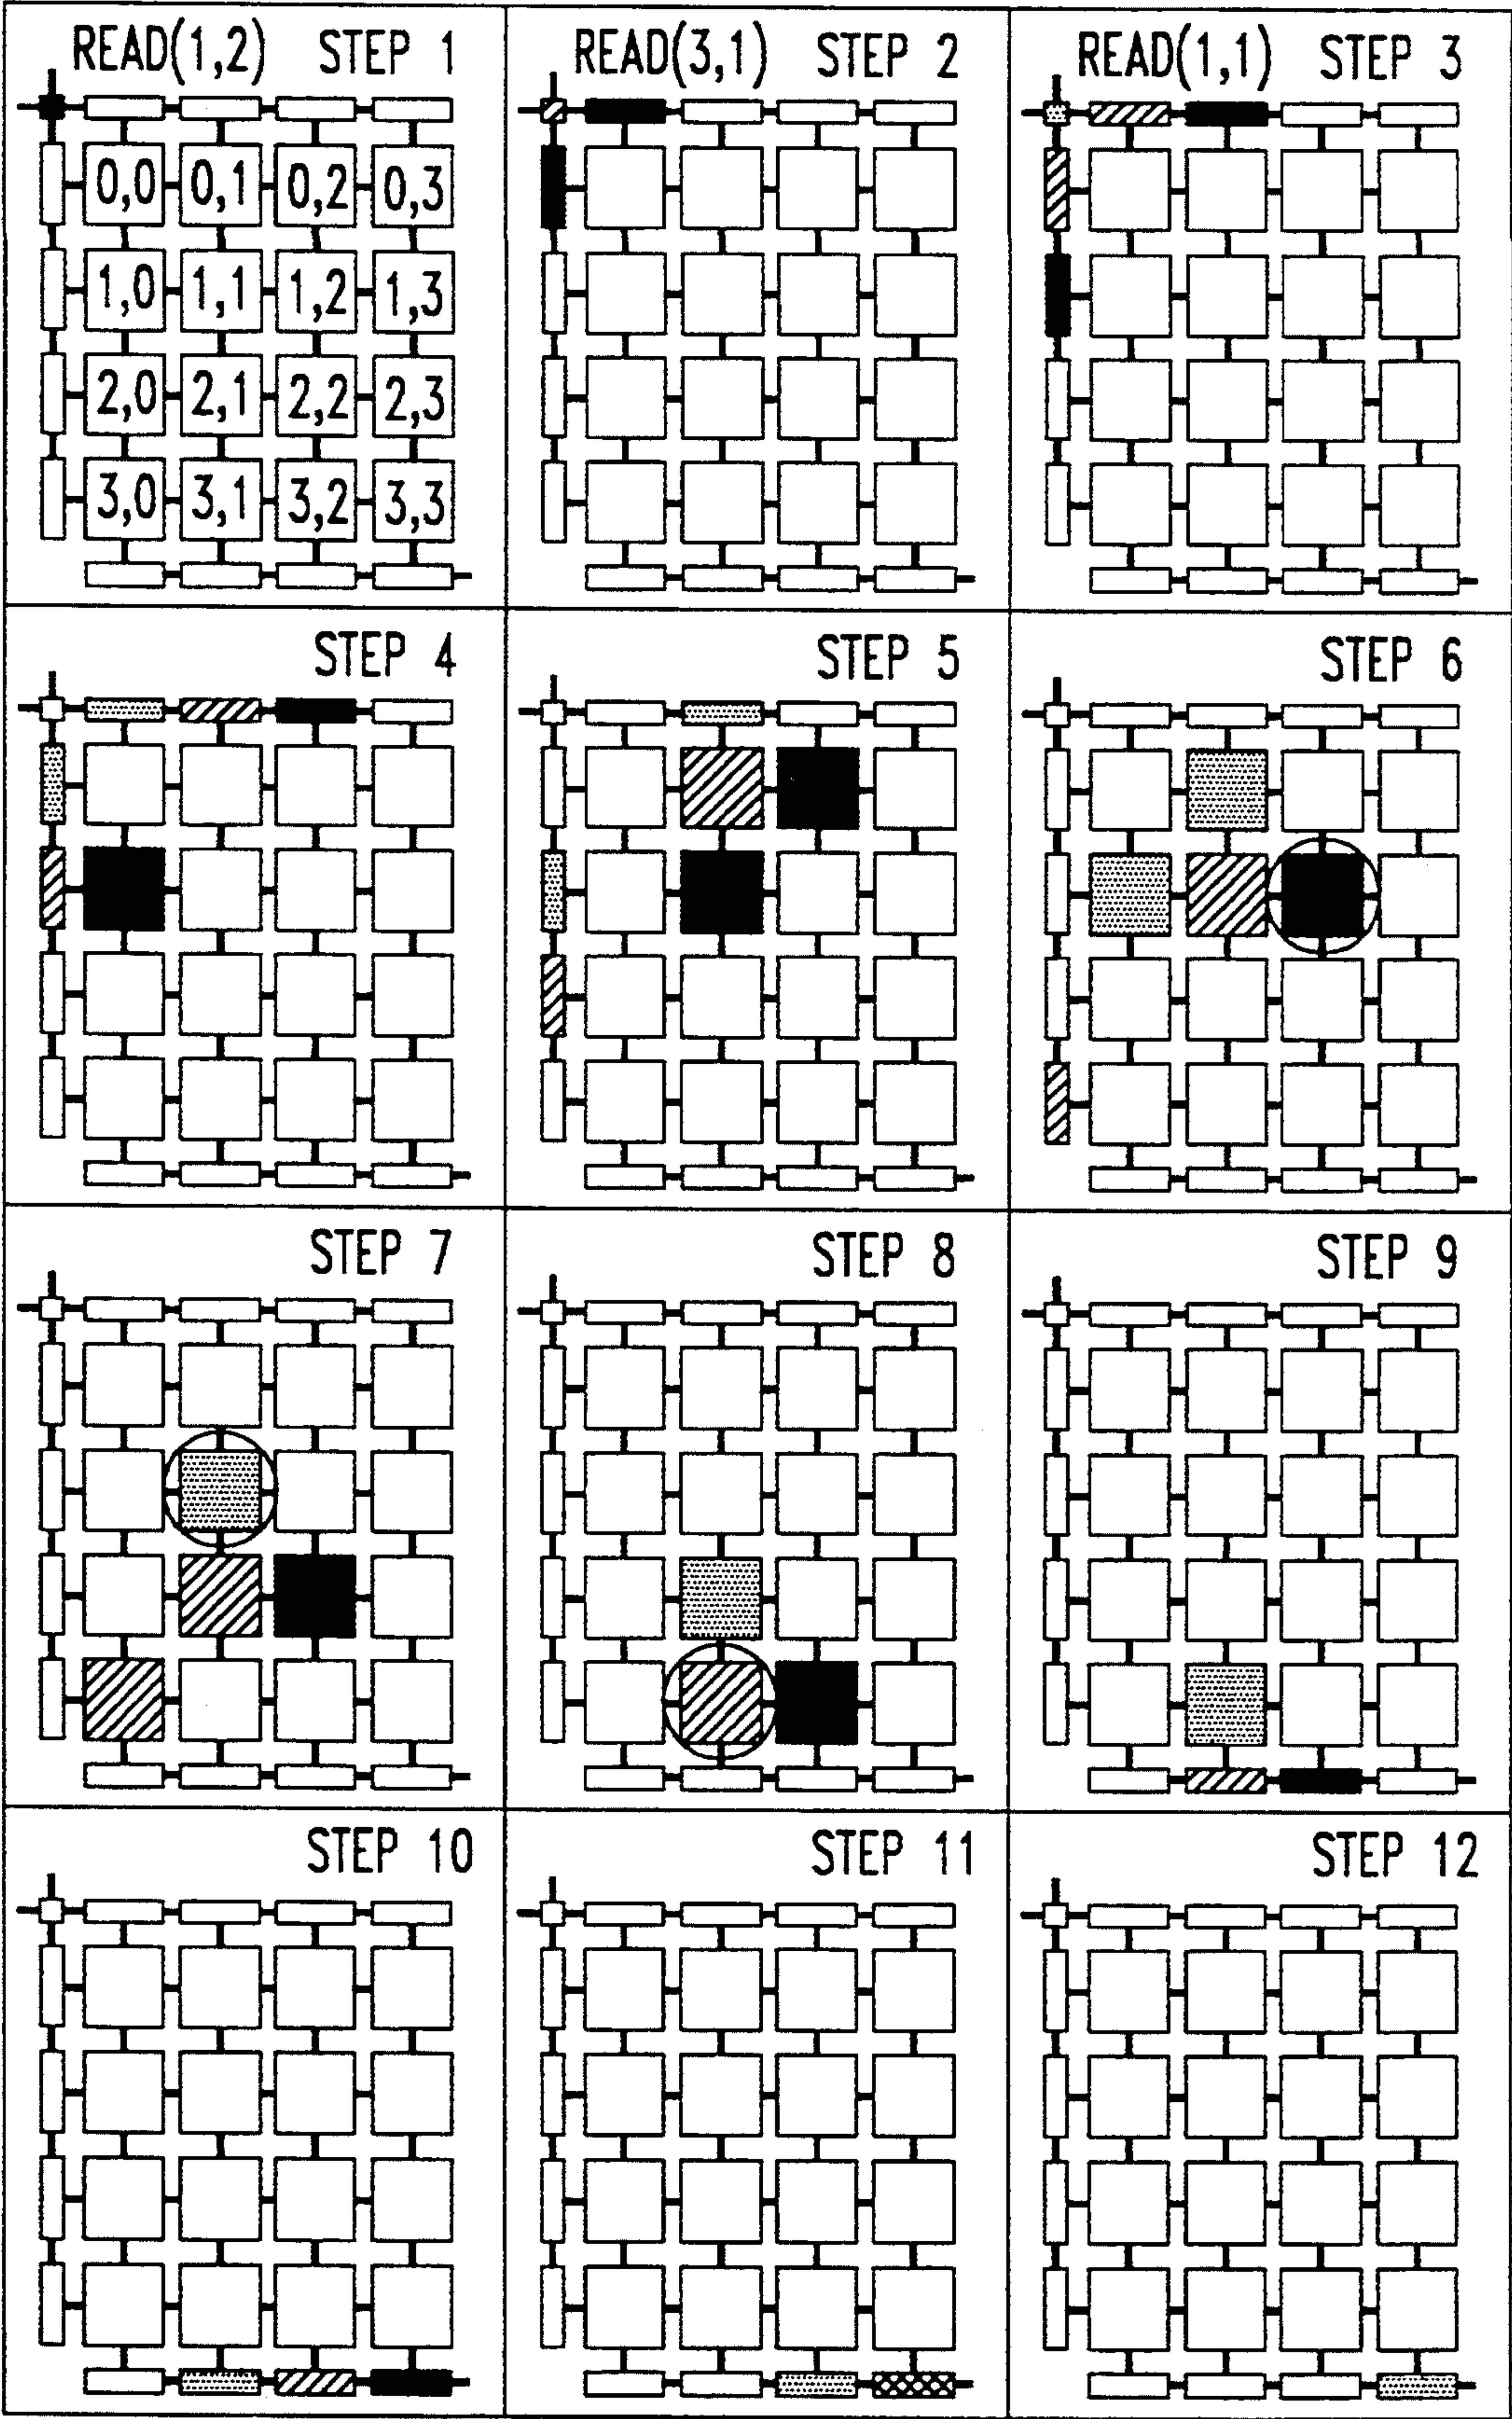 READ(1,2) STEP 1
0,0 0,1 0,2 0,3
1,0 1,1 1,2 1,3
2,0 2,1 2,2 2,3
3,0 3,1 3,2 3,3
READ(3,1) STEP 2
READ(1,1) STEP 3
STEP 4
STEP 5
STEP 6
STEP 7
STEP 8
STEP 9
STEP 10
STEP 11
STEP 12